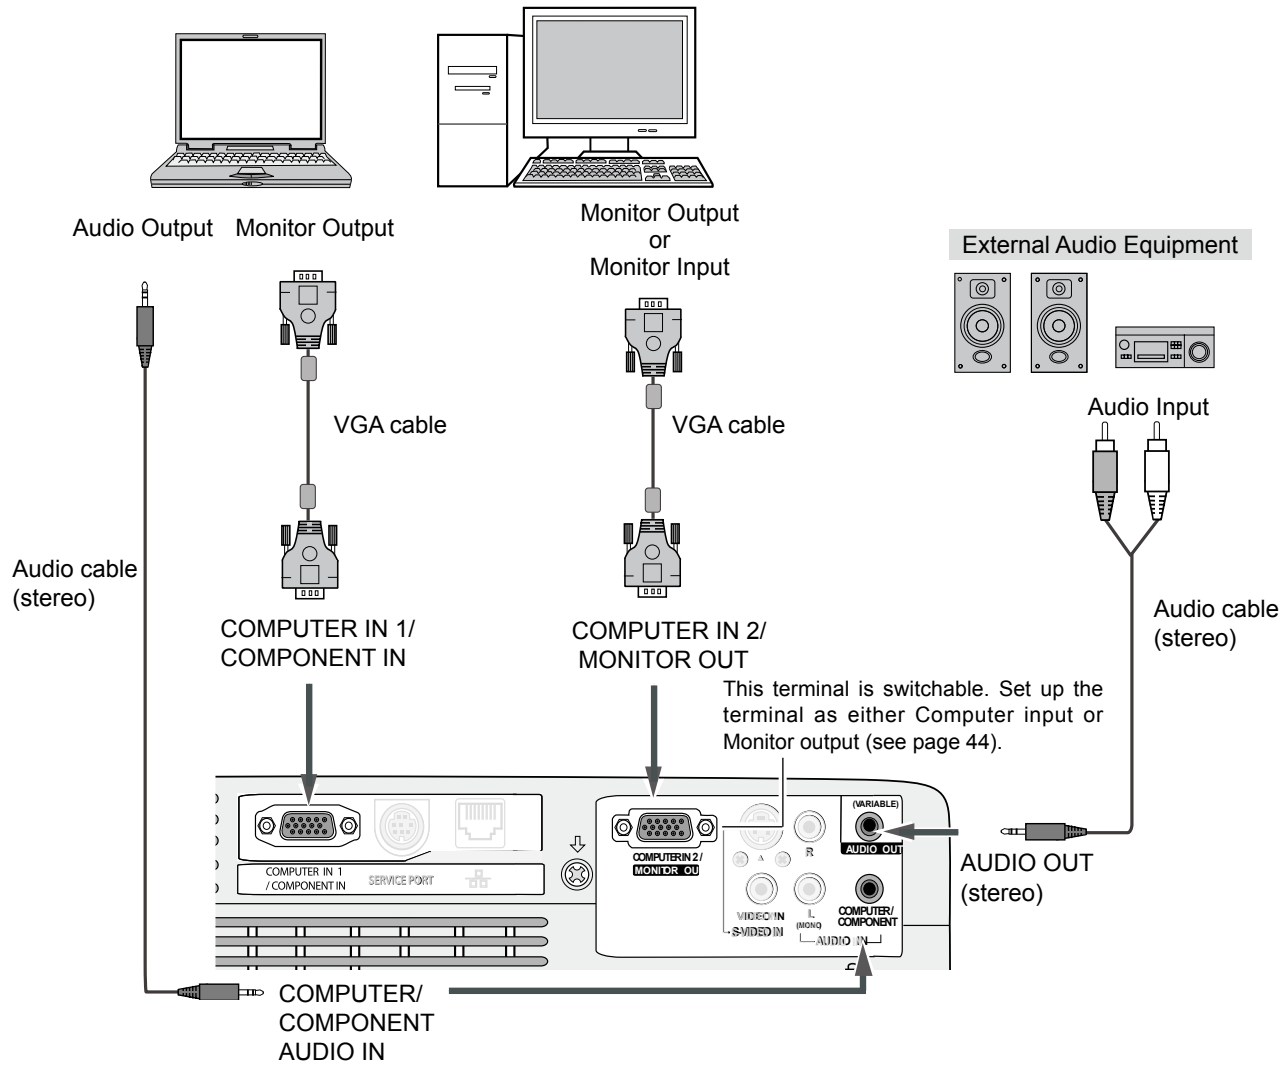 Audio Output
Monitor Output
Monitor Output
or
Monitor Input
External Audio Equipment
Audio Input
VGA cable
VGA cable
Audio cable
(stereo)
Audio cable
(stereo)
COMPUTER IN 1/
COMPONENT IN
COMPUTER IN 2/
MONITOR OUT
This terminal is switchable. Set up the
terminal as either Computer input or
Monitor output (see page 44).
(VARIABLE)
AUDIO OUT
COMPUTER IN 2 /
MONITOR OU
R
A
COMPUTER IN 1
/ COMPONENT IN
SERVICE PORT
VIDEO IN
S-VIDEO IN
L
(MONO)
COMPUTER/
COMPONENT
AUDIO IN
AUDIO OUT
(stereo)
COMPUTER/
COMPONENT
AUDIO IN